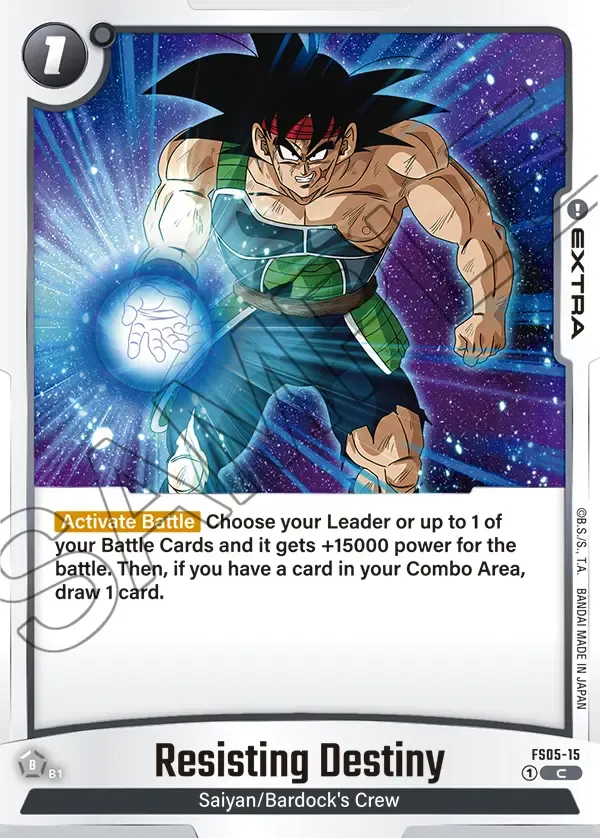 1
EXTRA
SAMPLE
Activate Battle Choose your Leader or up to 1 of
your Battle Cards and it gets +15000 power for the
battle. Then, if you have a card in your Combo Area,
draw 1 card.
©B.S./S., T.A. BANDAI MADE IN JAPAN
B B1
Resisting Destiny
FS05-15
1 C
Saiyan/Bardock's Crew